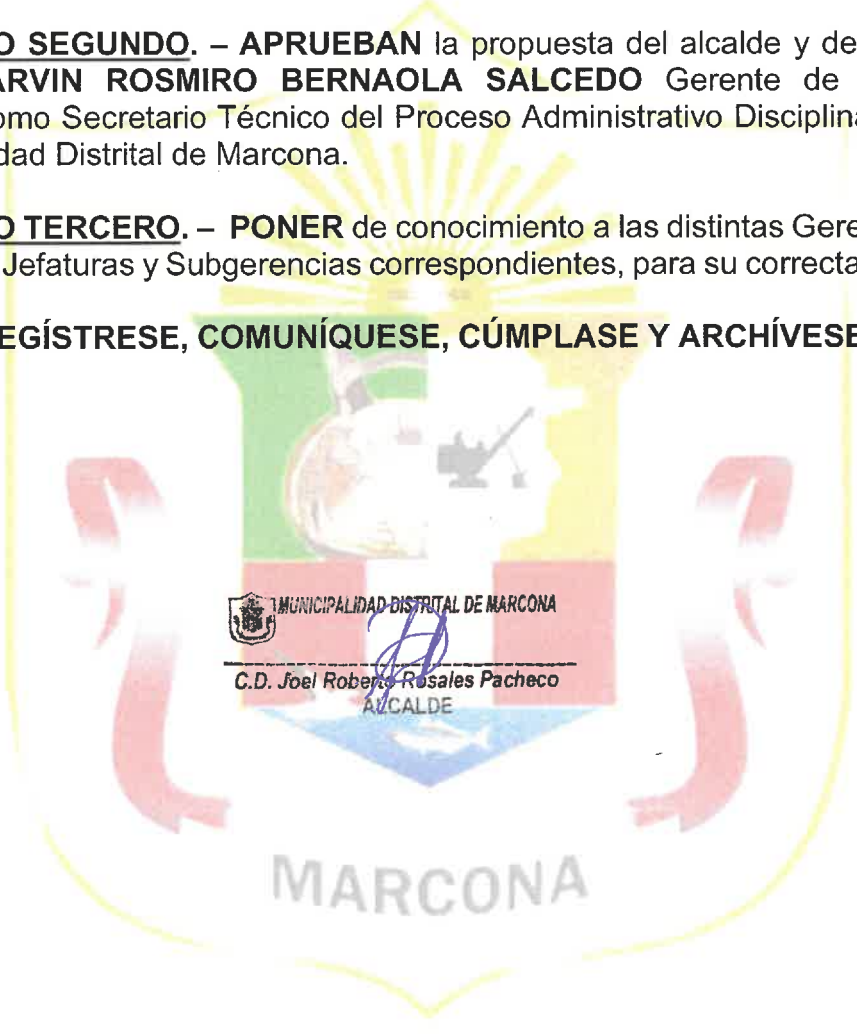 O SEGUNDO. – APRUEBAN la propuesta del alcalde y de
ARVIN ROSMIRO BERNAOLA SALCEDO Gerente de
omo Secretario Técnico del Proceso Administrativo Disciplina
dad Distrital de Marcona.
O TERCERO. – PONER de conocimiento a las distintas Gere
Jefaturas y Subgerencias correspondientes, para su correcta
EGÍSTRESE, COMUNÍQUESE, CÚMPLASE Y ARCHÍVESE
MUNICIPALIDAD DISTRITAL DE MARCONA
C.D. Joel Roberto Rosales Pacheco
ALCALDE
MARCONA